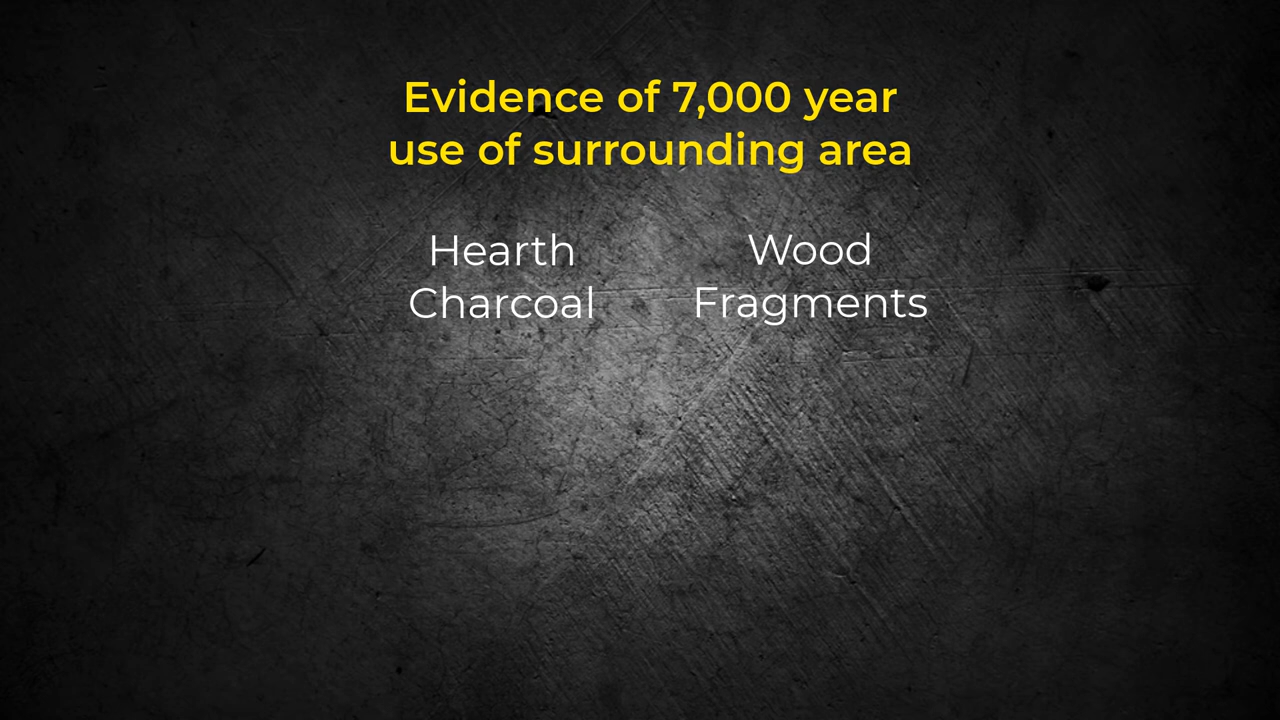 Evidence of 7,000 year
use of surrounding area
Hearth
Charcoal
Wood
Fragments